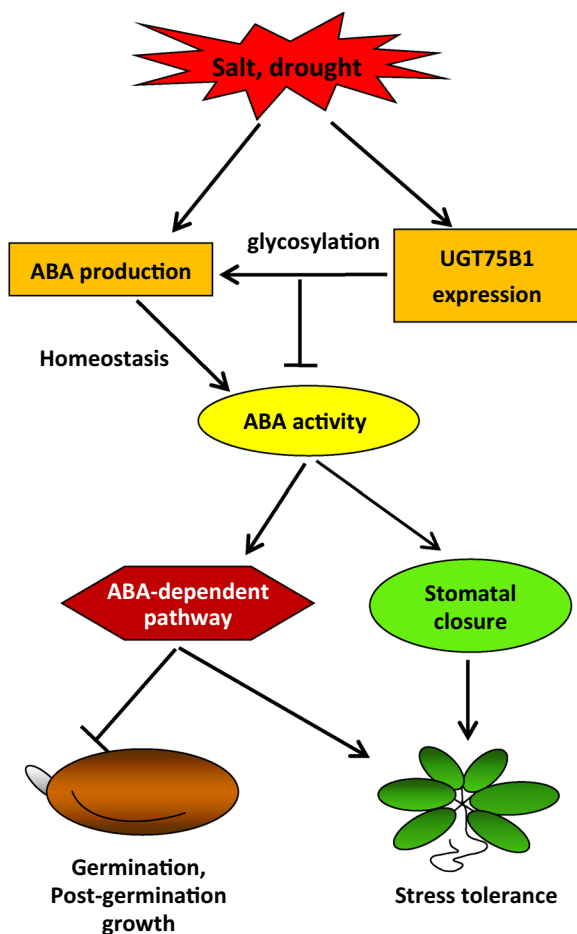 Salt, drought
glycosylation
ABA production
UGT75B1
expression
Homeostasis
ABA activity
ABA-dependent
pathway
Stomatal
closure
Germination,
Post-germination
growth
Stress tolerance